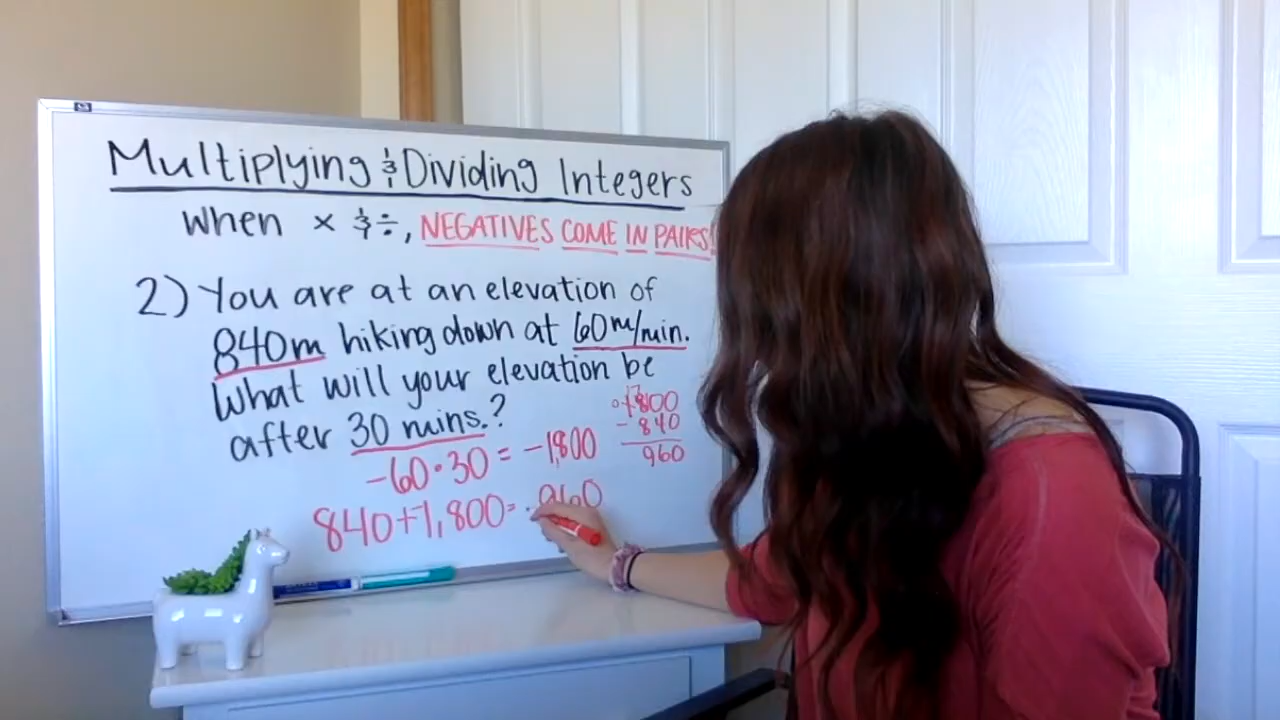 Multiplying & Dividing Integers
when × & ÷, NEGATIVES COME IN PAIRS!
2) You are at an elevation of
840m hiking down at 60m/min.
What will your elevation be
after 30 mins.?
-60·30 = -1,800
840+-1,800= -960
1800
-840
960